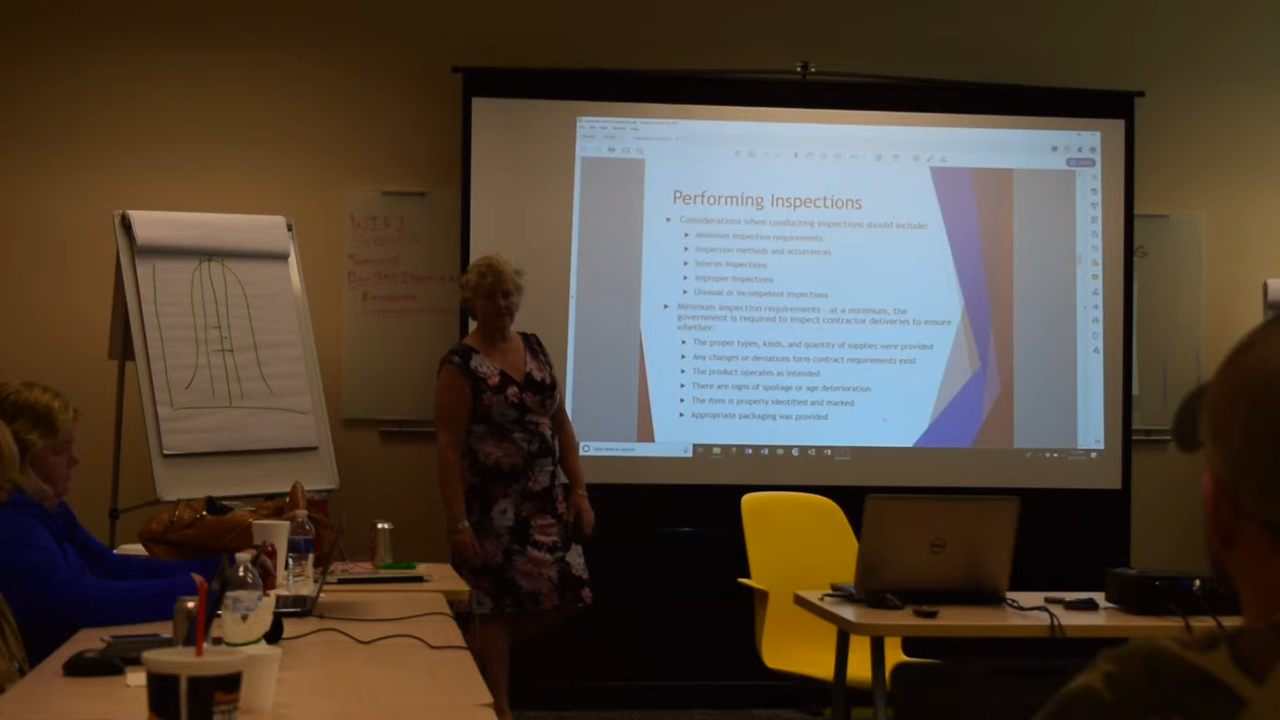 Performing Inspections
Considerations when conducting inspections should include:
Minimum inspection requirements
Inspection methods and occurrences
Interim inspections
Improper inspections
Unusual or incompetent inspections
Minimum inspection requirements - at a minimum, the
government is required to inspect contractor deliveries to ensure
whether:
The proper types, kinds, and quantity of supplies were provided
Any changes or deviations form contract requirements exist
The product operates as intended
There are signs of spoilage or age deterioration
The item is properly identified and marked
Appropriate packaging was provided